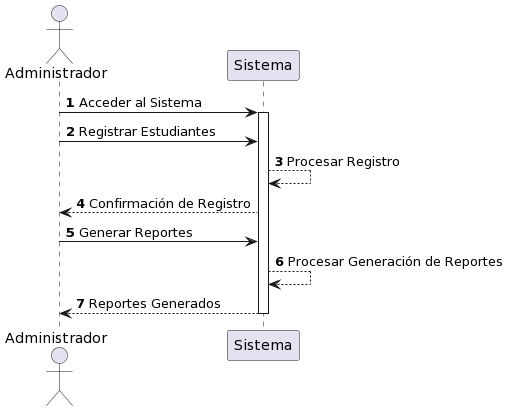 Administrador
Sistema
1 Acceder al Sistema
2 Registrar Estudiantes
3 Procesar Registro
4 Confirmación de Registro
5 Generar Reportes
6 Procesar Generación de Reportes
7 Reportes Generados
Administrador
Sistema